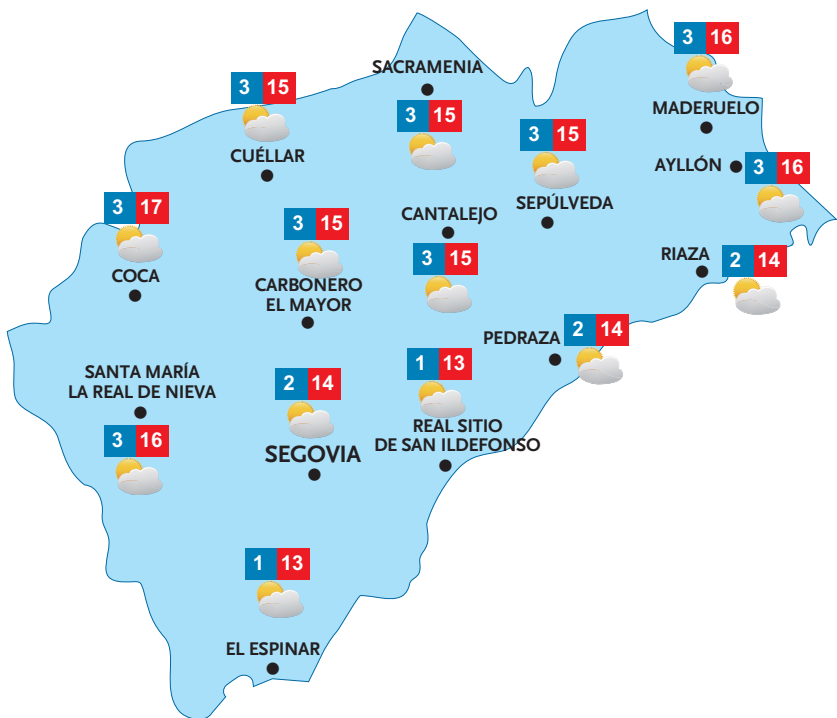 3 16
MADERUELO
SACRAMENIA
3 15
3 15
CUÉLLAR
3 15
SEPÚLVEDA
AYLLÓN
3 16
3 17
COCA
3 15
CARBONERO
EL MAYOR
CANTALEJO
3 15
RIAZA
2 14
PEDRAZA
2 14
SANTA MARÍA
LA REAL DE NIEVA
3 16
2 14
SEGOVIA
1 13
REAL SITIO
DE SAN ILDEFONSO
1 13
EL ESPINAR